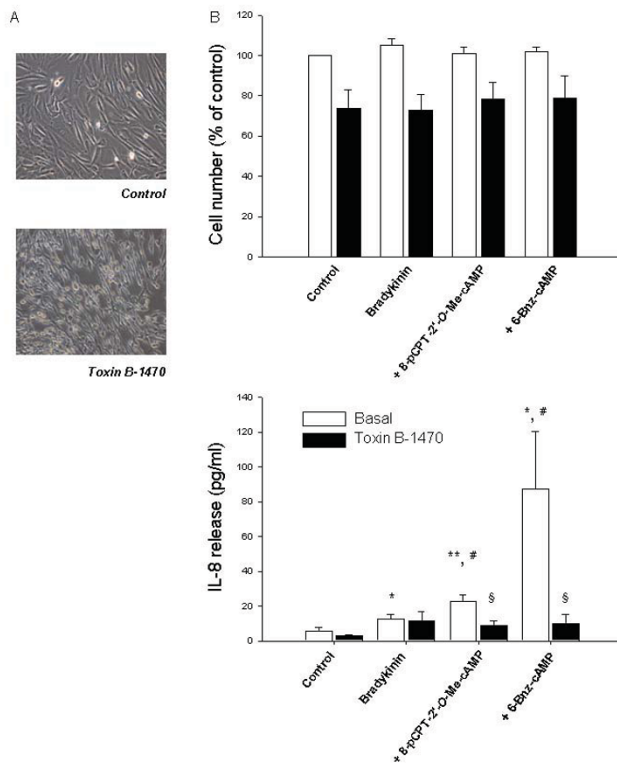 A
Control
Toxin B-1470
B
Cell number (% of control)
120
100
80
60
40
20
0
Control
Bradykinin
+ 8-pCPT-2'-O-Me-cAMP
+ 6-Bnz-cAMP
IL-8 release (pg/ml)
140
120
100
80
60
40
20
0
Basal
Toxin B-1470
*
**, #
§
*, #
§
Control
Bradykinin
+ 8-pCPT-2'-O-Me-cAMP
+ 6-Bnz-cAMP